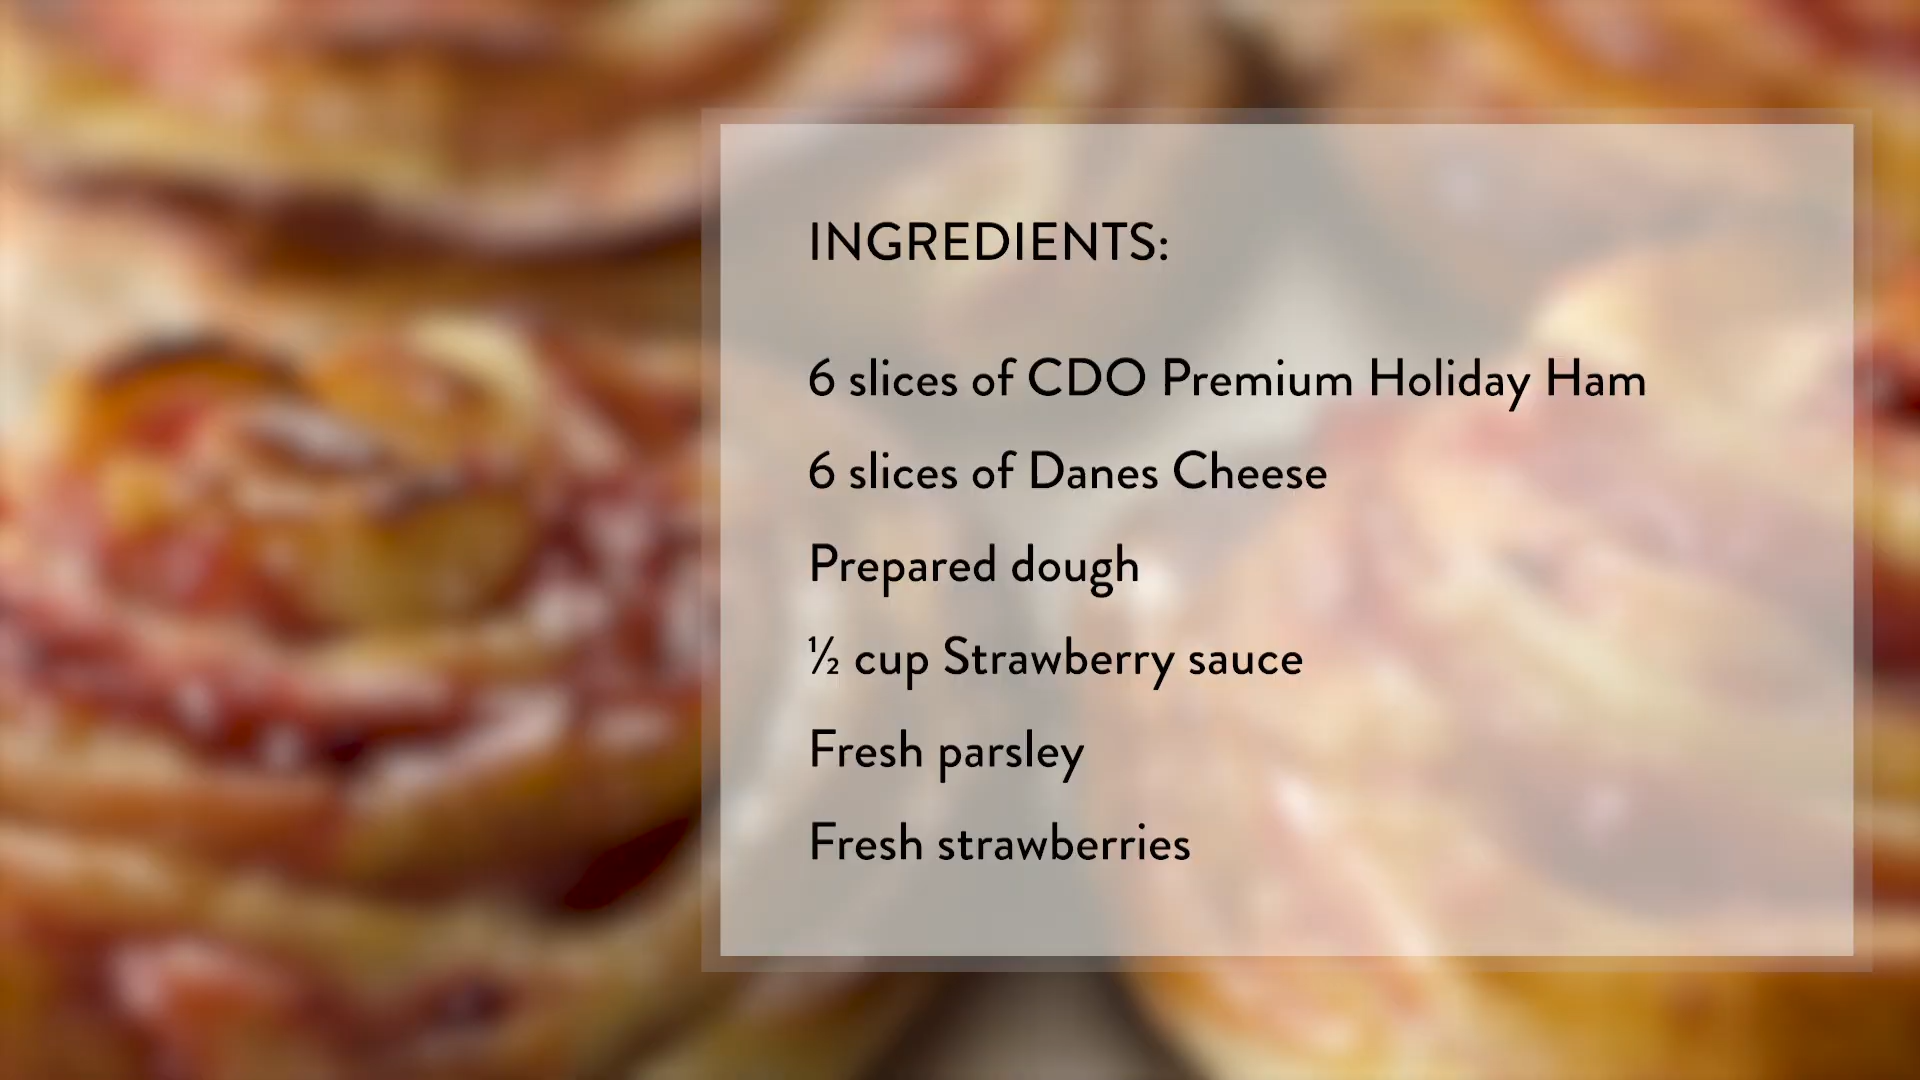 INGREDIENTS:
6 slices of CDO Premium Holiday Ham
6 slices of Danes Cheese
Prepared dough
½ cup Strawberry sauce
Fresh parsley
Fresh strawberries